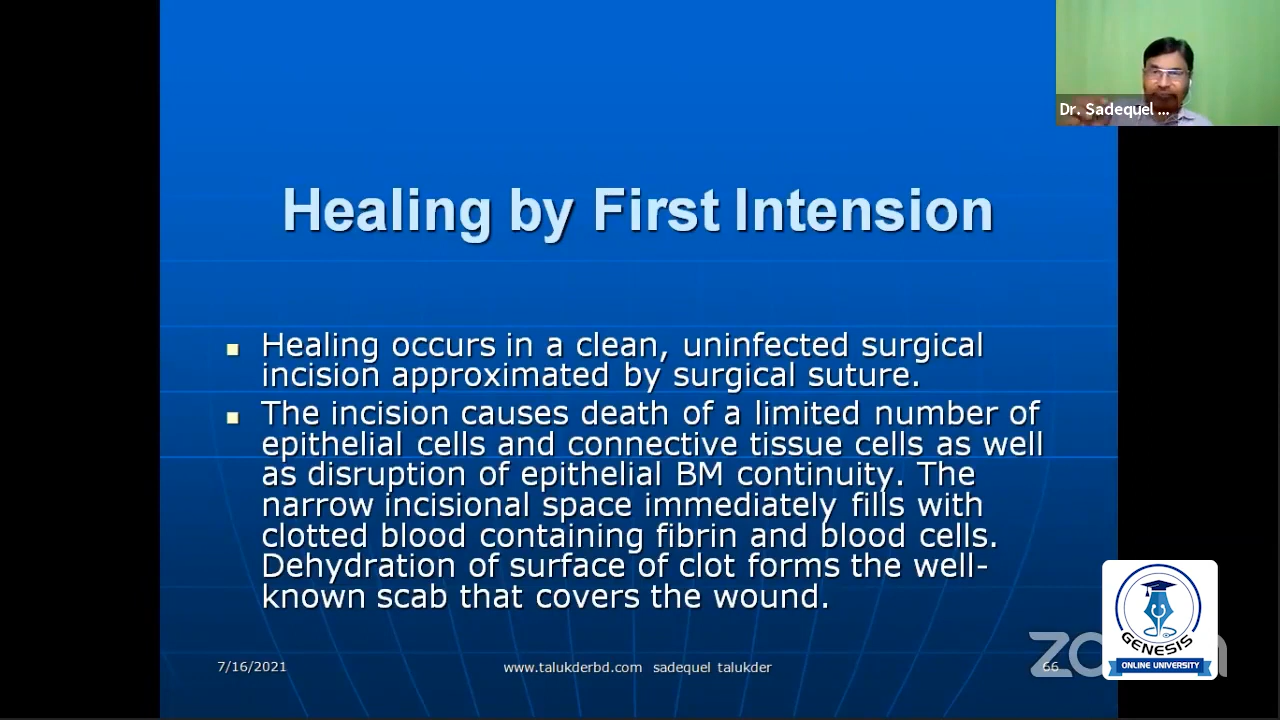 Dr. Sadequel ...
Healing by First Intension
Healing occurs in a clean, uninfected surgical
incision approximated by surgical suture.
The incision causes death of a limited number of
epithelial cells and connective tissue cells as well
as disruption of epithelial BM continuity. The
narrow incisional space immediately fills with
clotted blood containing fibrin and blood cells.
Dehydration of surface of clot forms the well-
known scab that covers the wound.
7/16/2021
www.talukderbd.com sadequel talukder
66
GENESIS
ONLINE UNIVERSITY